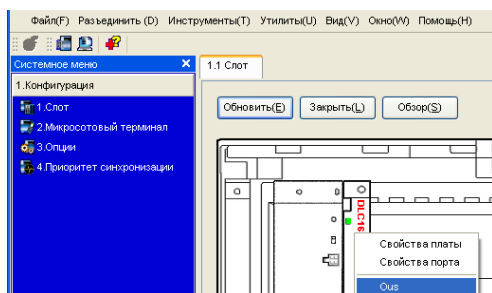 Файл(F) Разъединить (D) Инструменты(T) Утилиты(U) Вид(V) Окно(W) Помощь(H)
Системное меню X
1.1 Слот
1.Конфигурация
1.Слот
2.Микросотовый терминал
3.Опции
4.Приоритет синхронизации
Обновить(E) Закрыть(L) Обзор(S)
DLC16
Свойства платы
Свойства порта
Ous